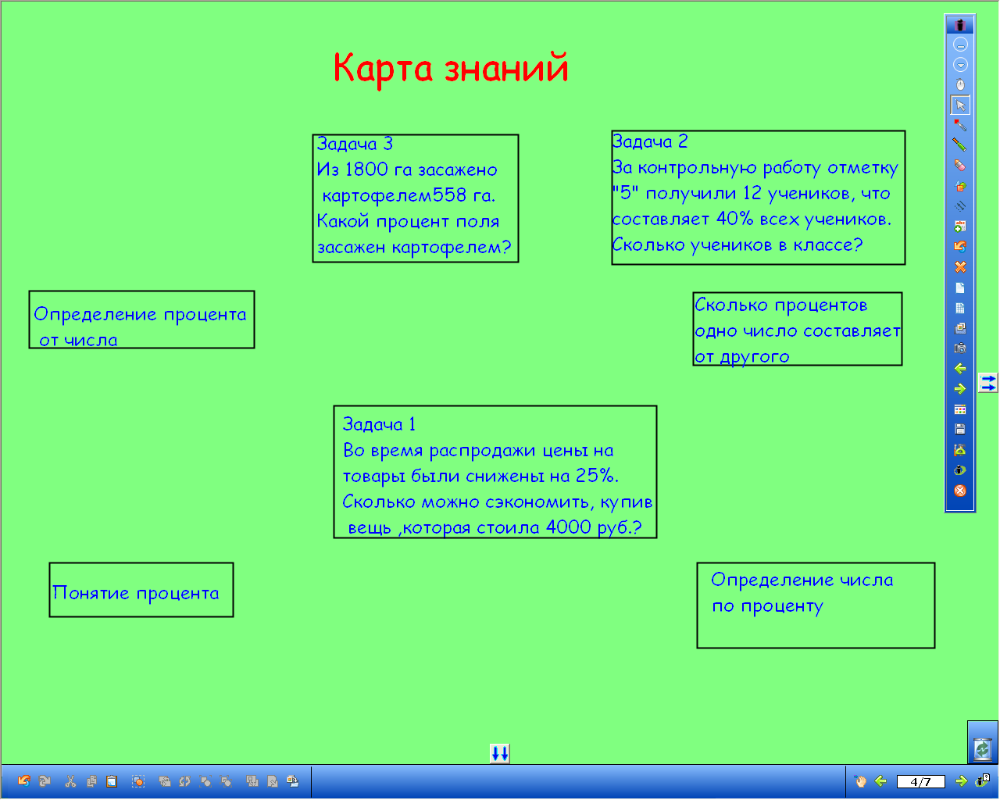 Карта знаний
Задача 3
Из 1800 га засажено
картофелем558 га.
Какой процент поля
засажен картофелем?
Задача 2
За контрольную работу отметку
"5" получили 12 учеников, что
составляет 40% всех учеников.
Сколько учеников в классе?
Определение процента
от числа
Сколько процентов
одно число составляет
от другого
Задача 1
Во время распродажи цены на
товары были снижены на 25%.
Сколько можно сэкономить, купив
вещь ,которая стоила 4000 руб.?
Понятие процента
Определение числа
по проценту
4/7